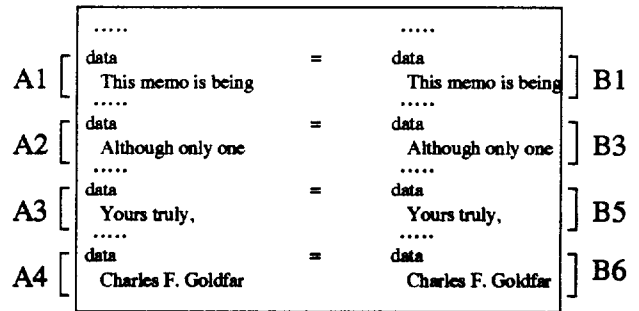 ..... .....
data = data
A1 [ This memo is being This memo is being ] B1
..... .....
data = data
A2 [ Although only one Although only one ] B3
..... .....
data = data
A3 [ Yours truly, Yours truly, ] B5
..... .....
data = data
A4 [ Charles F. Goldfar Charles F. Goldfar ] B6